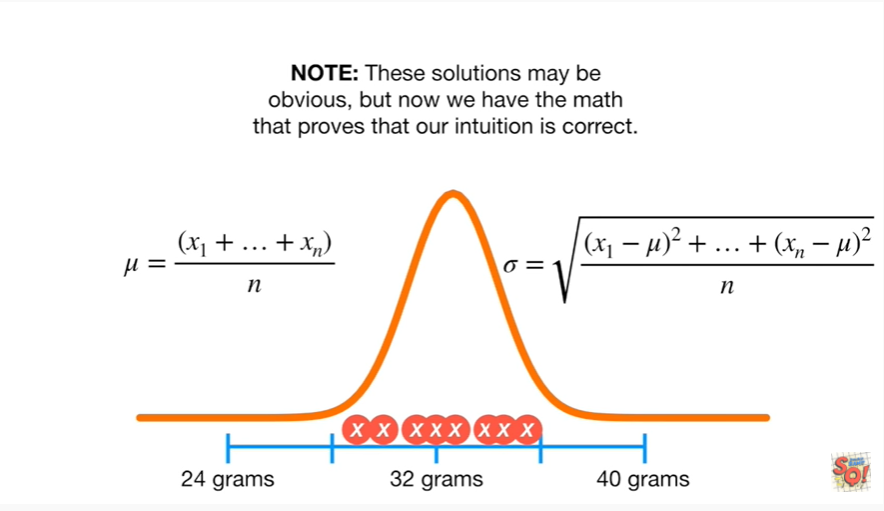 NOTE: These solutions may be
obvious, but now we have the math
that proves that our intuition is correct.
μ = (x₁ + … + xₙ) / n
σ = √(((x₁ − μ)² + … + (xₙ − μ)²) / n)
X X X X X X X X
24 grams 32 grams 40 grams
SQ!